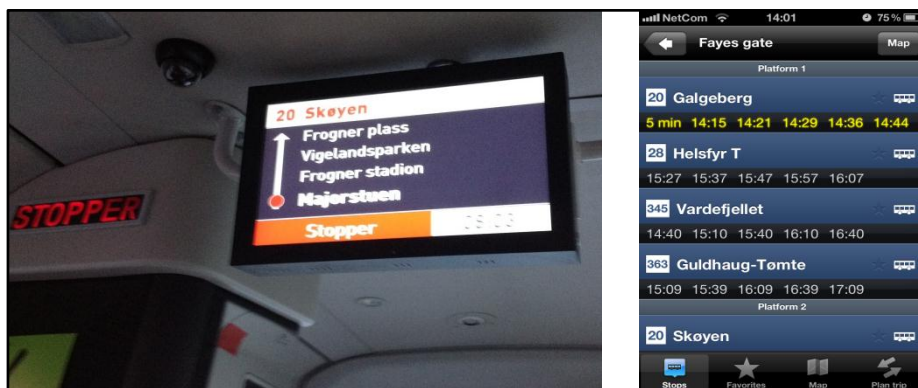 STOPPER
20 Skøyen
Frogner plass
Vigelandsparken
Frogner stadion
Majorstuen
Stopper 08:03
NetCom 14:01 75%
Fayes gate Map
Platform 1
20 Galgeberg
5 min 14:15 14:21 14:29 14:36 14:44
28 Helsfyr T
15:27 15:37 15:47 15:57 16:07
345 Vardefjellet
14:40 15:10 15:40 16:10 16:40
363 Guldhaug-Tømte
15:09 15:39 16:09 16:39 17:09
Platform 2
20 Skøyen
Stops Favorites Map Plan trip